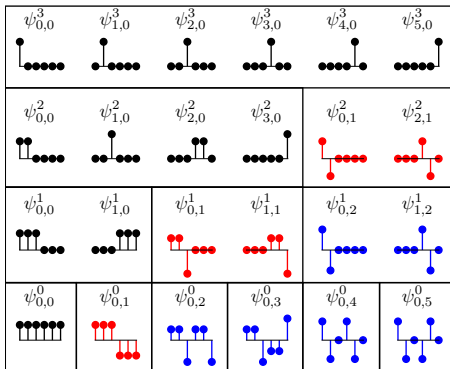 ψ^3_{0,0} ψ^3_{1,0} ψ^3_{2,0} ψ^3_{3,0} ψ^3_{4,0} ψ^3_{5,0}
ψ^2_{0,0} ψ^2_{1,0} ψ^2_{2,0} ψ^2_{3,0} ψ^2_{0,1} ψ^2_{2,1}
ψ^1_{0,0} ψ^1_{1,0} ψ^1_{0,1} ψ^1_{1,1} ψ^1_{0,2} ψ^1_{1,2}
ψ^0_{0,0} ψ^0_{0,1} ψ^0_{0,2} ψ^0_{0,3} ψ^0_{0,4} ψ^0_{0,5}